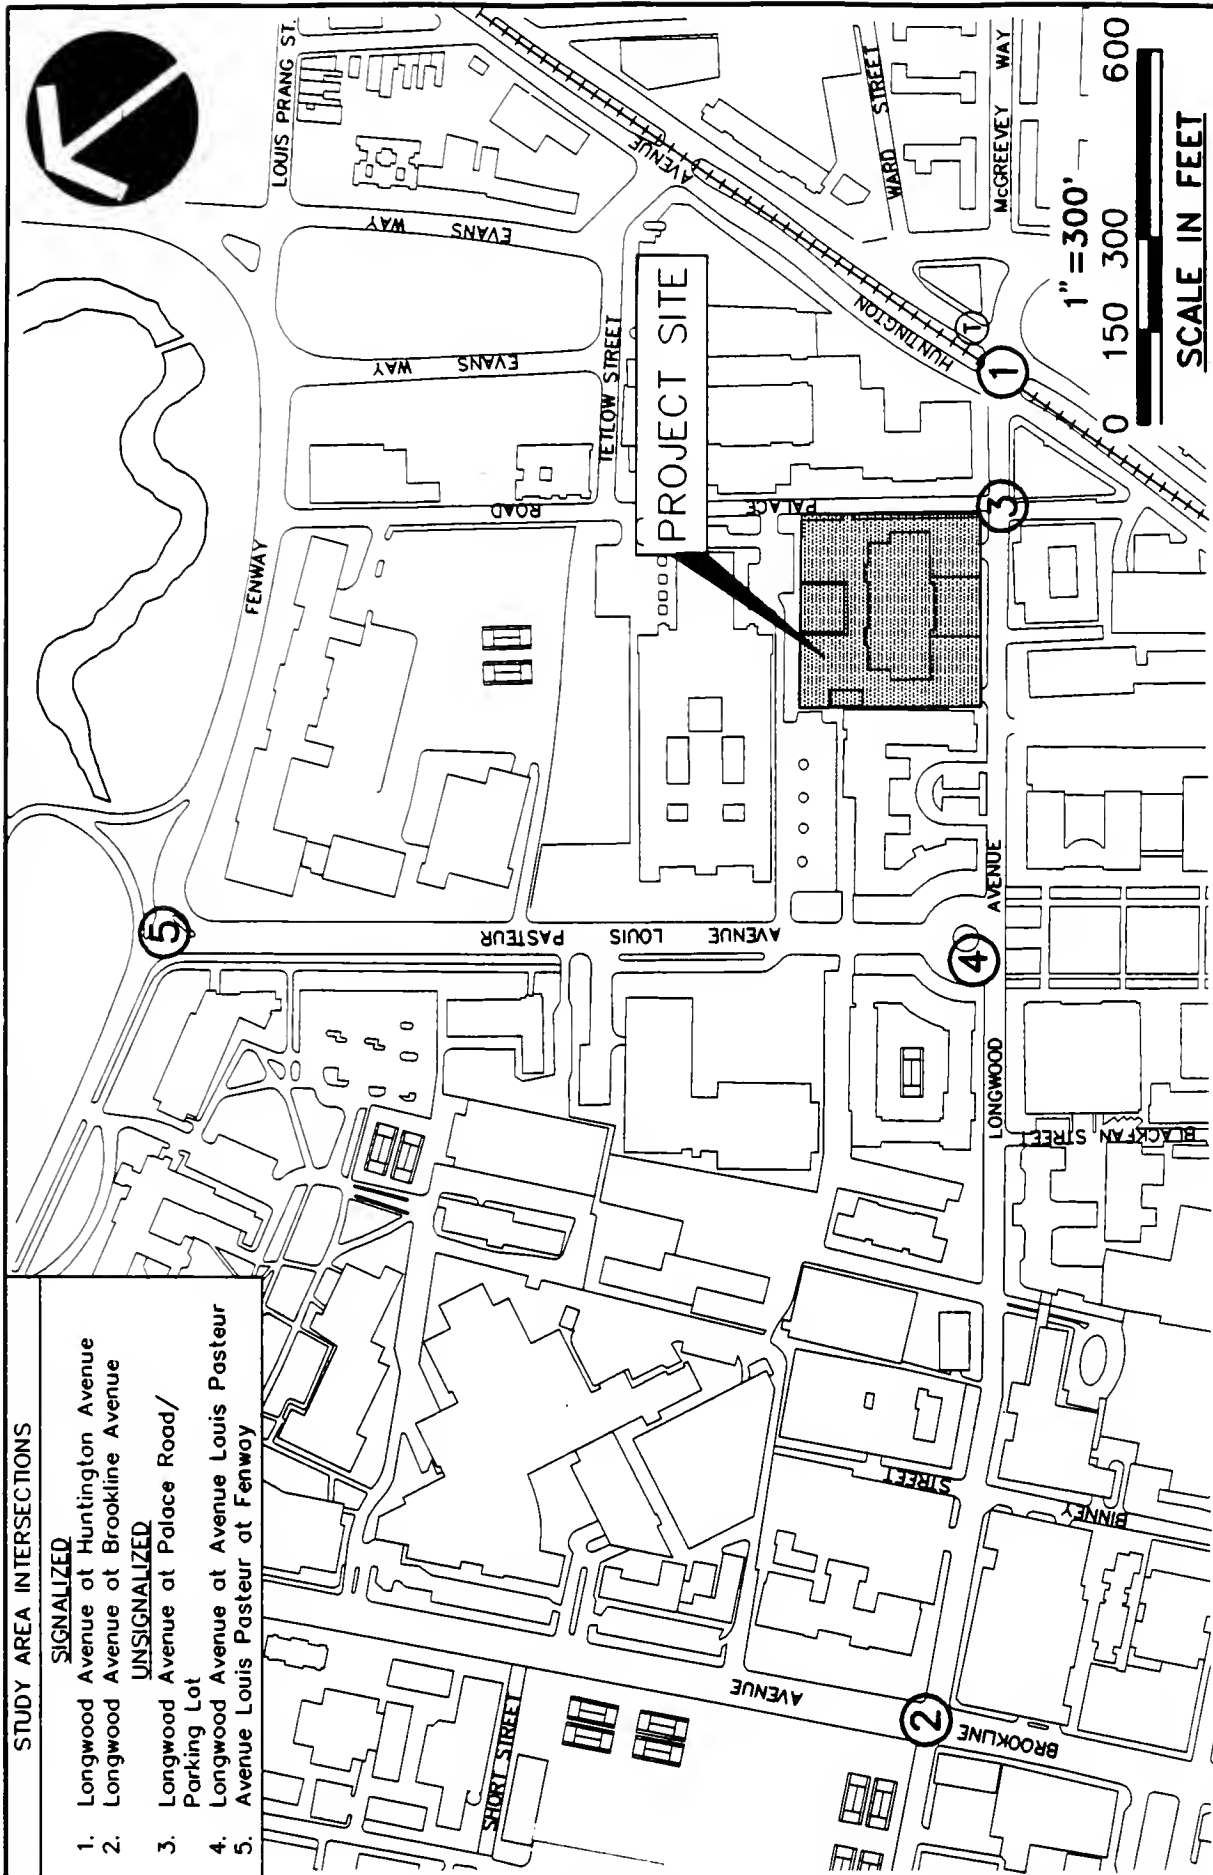 STUDY AREA INTERSECTIONS
SIGNALIZED
1. Longwood Avenue at Huntington Avenue
2. Longwood Avenue at Brookline Avenue
UNSIGNALIZED
3. Longwood Avenue at Palace Road/
Parking Lot
4. Longwood Avenue at Avenue Louis Pasteur
5. Avenue Louis Pasteur at Fenway
LOUIS PRANG ST.
EVANS WAY
EVANS WAY
FENWAY
TETLOW STREET
PALACE ROAD
PROJECT SITE
HUNTINGTON AVENUE
WARD STREET
McGREEVEY WAY
T
1
3
5
4
2
AVENUE LOUIS PASTEUR
LONGWOOD AVENUE
BLACKFAN STREET
BINNEY STREET
BROOKLINE AVENUE
SHORT STREET
1"=300'
0 150 300 600
SCALE IN FEET